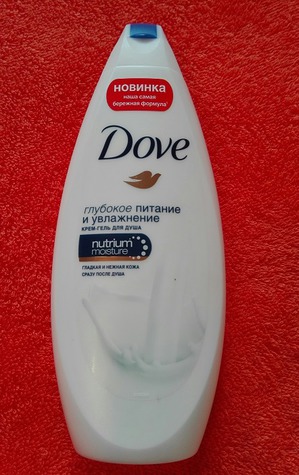 НОВИНКА
наша самая
бережная формула*
Dove
глубокое питание
и увлажнение
КРЕМ-ГЕЛЬ ДЛЯ ДУША
nutrium
moisture
ГЛАДКАЯ И НЕЖНАЯ КОЖА
СРАЗУ ПОСЛЕ ДУША